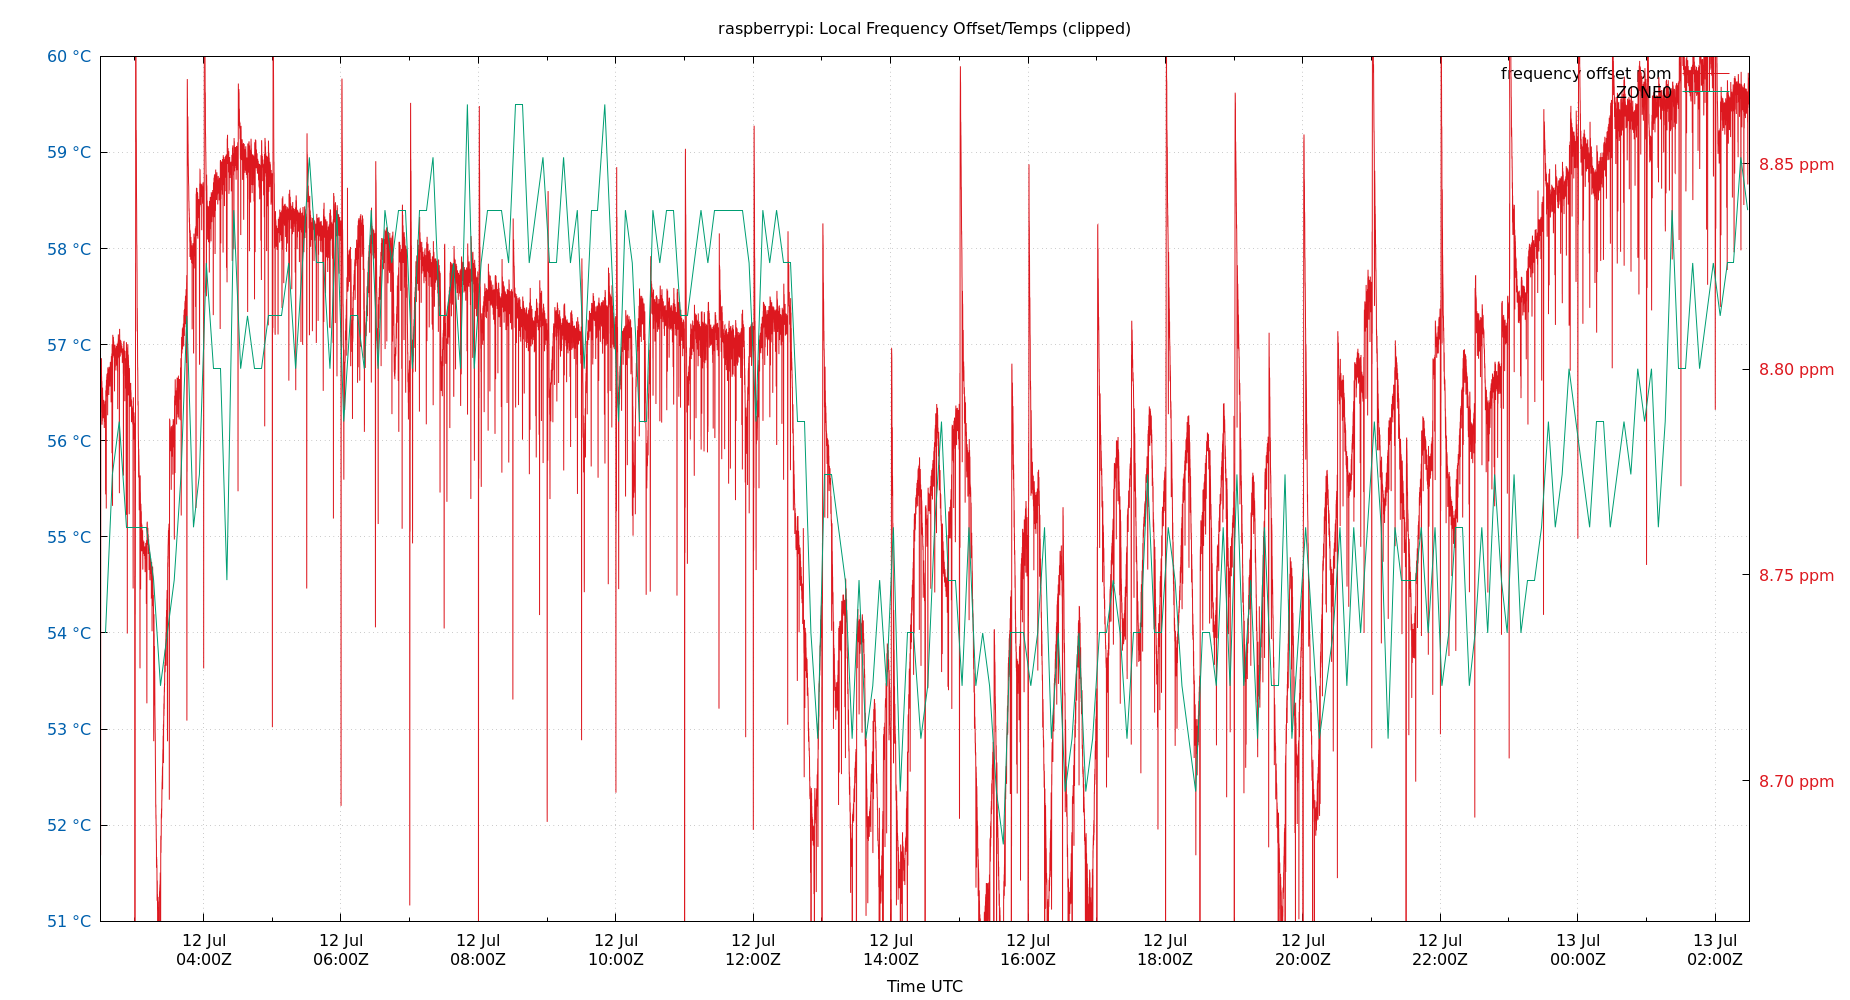 raspberrypi: Local Frequency Offset/Temps (clipped)
60 °C
59 °C
58 °C
57 °C
56 °C
55 °C
54 °C
53 °C
52 °C
51 °C
frequency offset ppm
ZONE0
8.85 ppm
8.80 ppm
8.75 ppm
8.70 ppm
12 Jul 12 Jul 12 Jul 12 Jul 12 Jul 12 Jul 12 Jul 12 Jul 12 Jul 12 Jul 13 Jul 13 Jul
04:00Z 06:00Z 08:00Z 10:00Z 12:00Z 14:00Z 16:00Z 18:00Z 20:00Z 22:00Z 00:00Z 02:00Z
Time UTC